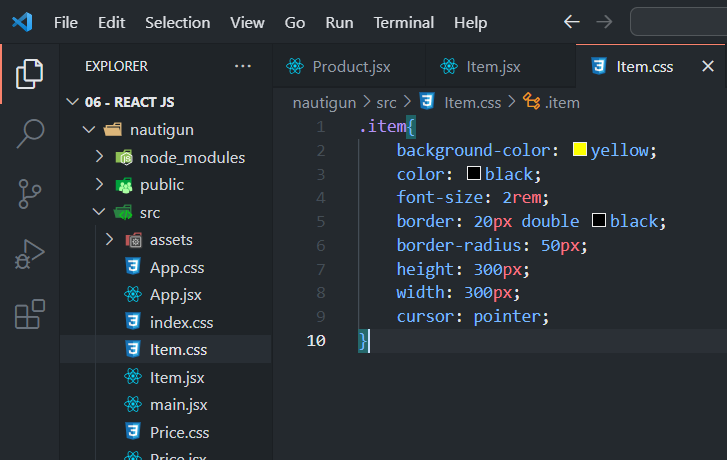 File Edit Selection View Go Run Terminal Help
EXPLORER
06 - REACT JS
nautigun
node_modules
public
src
assets
App.css
App.jsx
index.css
Item.css
Item.jsx
main.jsx
Price.css
Price.jsx
Product.jsx Item.jsx Item.css
nautigun > src > Item.css > .item
1 .item{
2 background-color: yellow;
3 color: black;
4 font-size: 2rem;
5 border: 20px double black;
6 border-radius: 50px;
7 height: 300px;
8 width: 300px;
9 cursor: pointer;
10 }